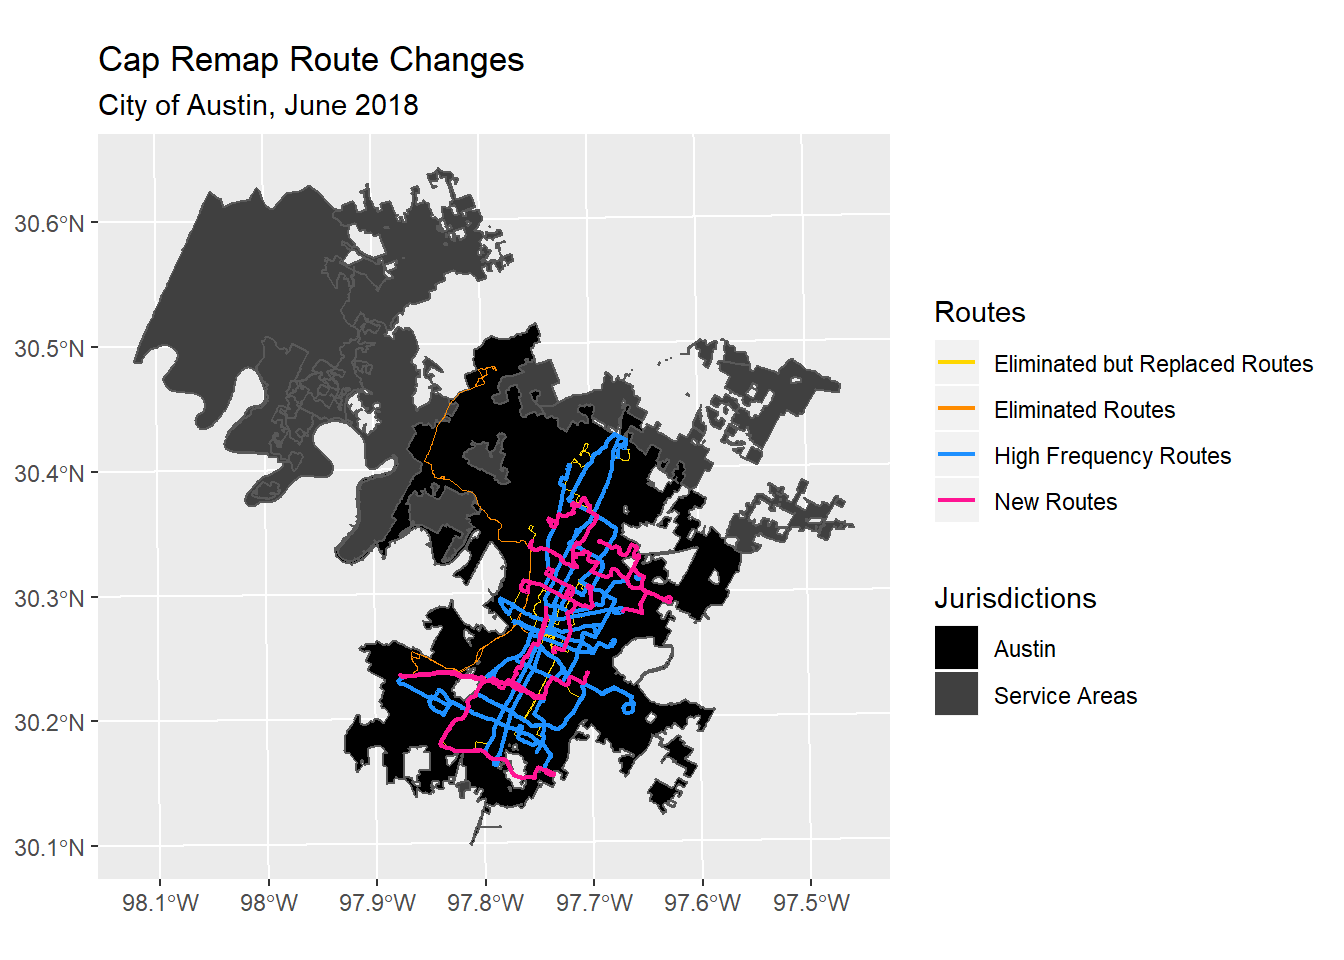 Cap Remap Route Changes
City of Austin, June 2018
30.6°N
30.5°N
30.4°N
30.3°N
30.2°N
30.1°N
98.1°W
98°W
97.9°W
97.8°W
97.7°W
97.6°W
97.5°W
Routes
Eliminated but Replaced Routes
Eliminated Routes
High Frequency Routes
New Routes
Jurisdictions
Austin
Service Areas